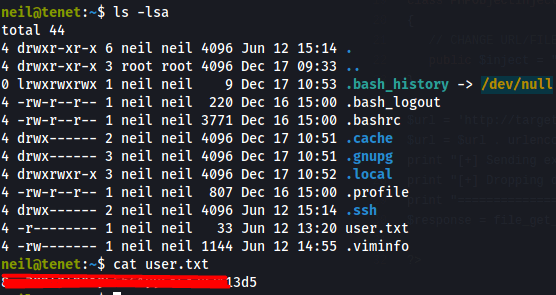 neil@tenet:~$ ls -lsa
total 44
4 drwxr-xr-x 6 neil neil 4096 Jun 12 15:14 .
4 drwxr-xr-x 3 root root 4096 Dec 17 09:33 ..
0 lrwxrwxrwx 1 neil neil    9 Dec 17 10:53 .bash_history -> /dev/null
4 -rw-r--r-- 1 neil neil  220 Dec 16 15:00 .bash_logout
4 -rw-r--r-- 1 neil neil 3771 Dec 16 15:00 .bashrc
4 drwx------ 2 neil neil 4096 Dec 17 10:51 .cache
4 drwx------ 3 neil neil 4096 Dec 17 10:51 .gnupg
4 drwxrwxr-x 3 neil neil 4096 Dec 17 10:52 .local
4 -rw-r--r-- 1 neil neil  807 Dec 16 15:00 .profile
4 drwx------ 2 neil neil 4096 Jun 12 15:14 .ssh
4 -r-------- 1 neil neil   33 Jun 12 13:20 user.txt
4 -rw------- 1 neil neil 1144 Jun 12 14:55 .viminfo
neil@tenet:~$ cat user.txt
13d5